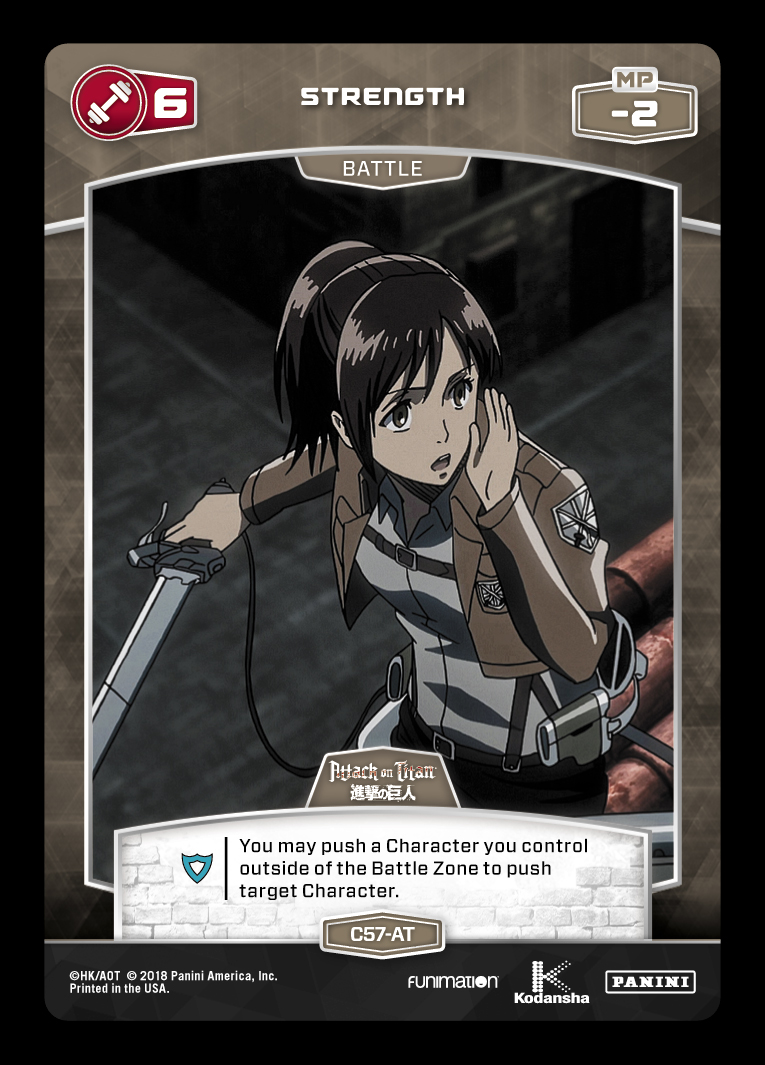 6
STRENGTH
MP
-2
BATTLE
Attack on Titan
進撃の巨人
You may push a Character you control
outside of the Battle Zone to push
target Character.
C57-AT
©HK/AOT © 2018 Panini America, Inc.
Printed in the USA.
FUNIMATION
Kodansha
PANINI